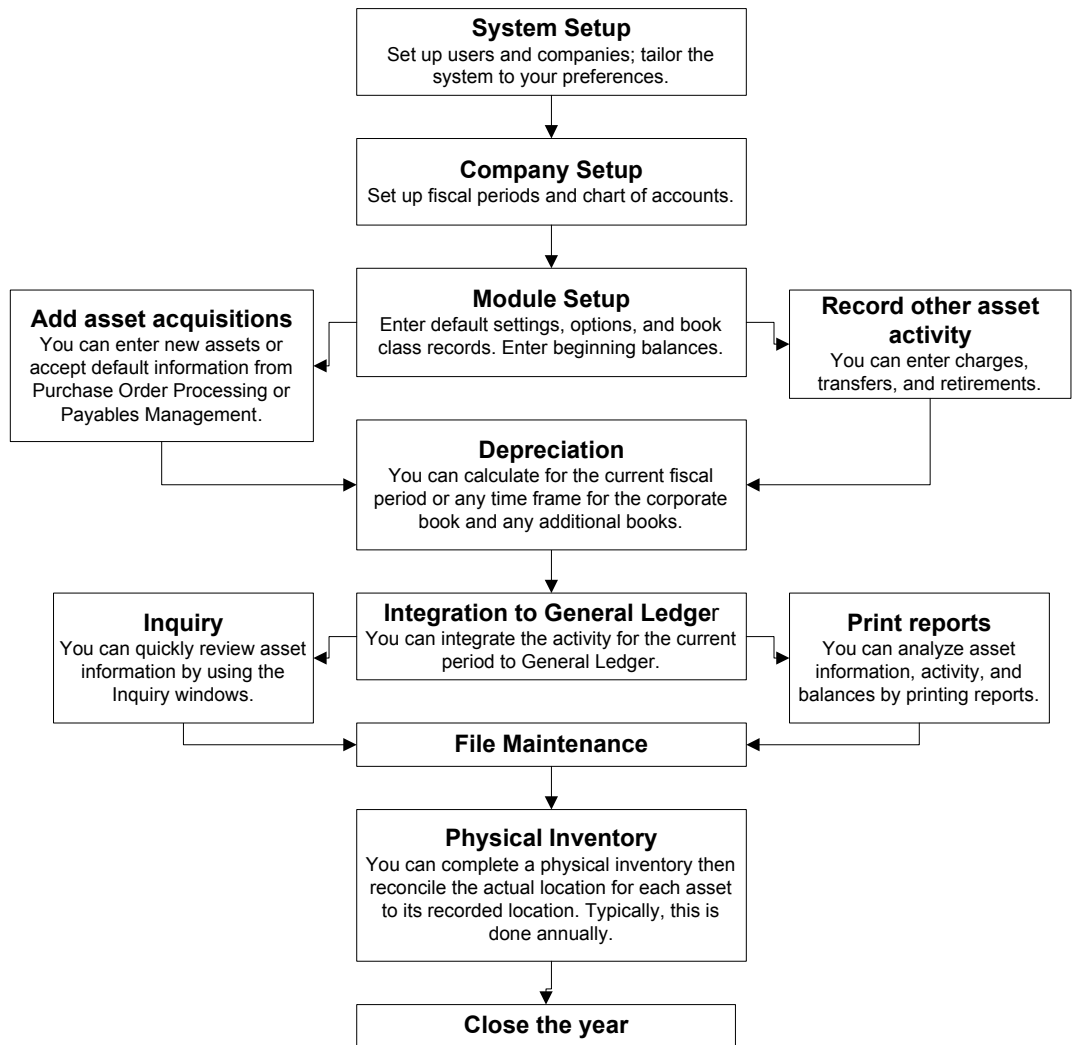 System Setup
Set up users and companies; tailor the
system to your preferences.
Company Setup
Set up fiscal periods and chart of accounts.
Module Setup
Enter default settings, options, and book
class records. Enter beginning balances.
Add asset acquisitions
You can enter new assets or
accept default information from
Purchase Order Processing or
Payables Management.
Record other asset
activity
You can enter charges,
transfers, and retirements.
Depreciation
You can calculate for the current fiscal
period or any time frame for the corporate
book and any additional books.
Integration to General Ledger
You can integrate the activity for the current
period to General Ledger.
Inquiry
You can quickly review asset
information by using the
Inquiry windows.
Print reports
You can analyze asset
information, activity, and
balances by printing reports.
File Maintenance
Physical Inventory
You can complete a physical inventory then
reconcile the actual location for each asset
to its recorded location. Typically, this is
done annually.
Close the year